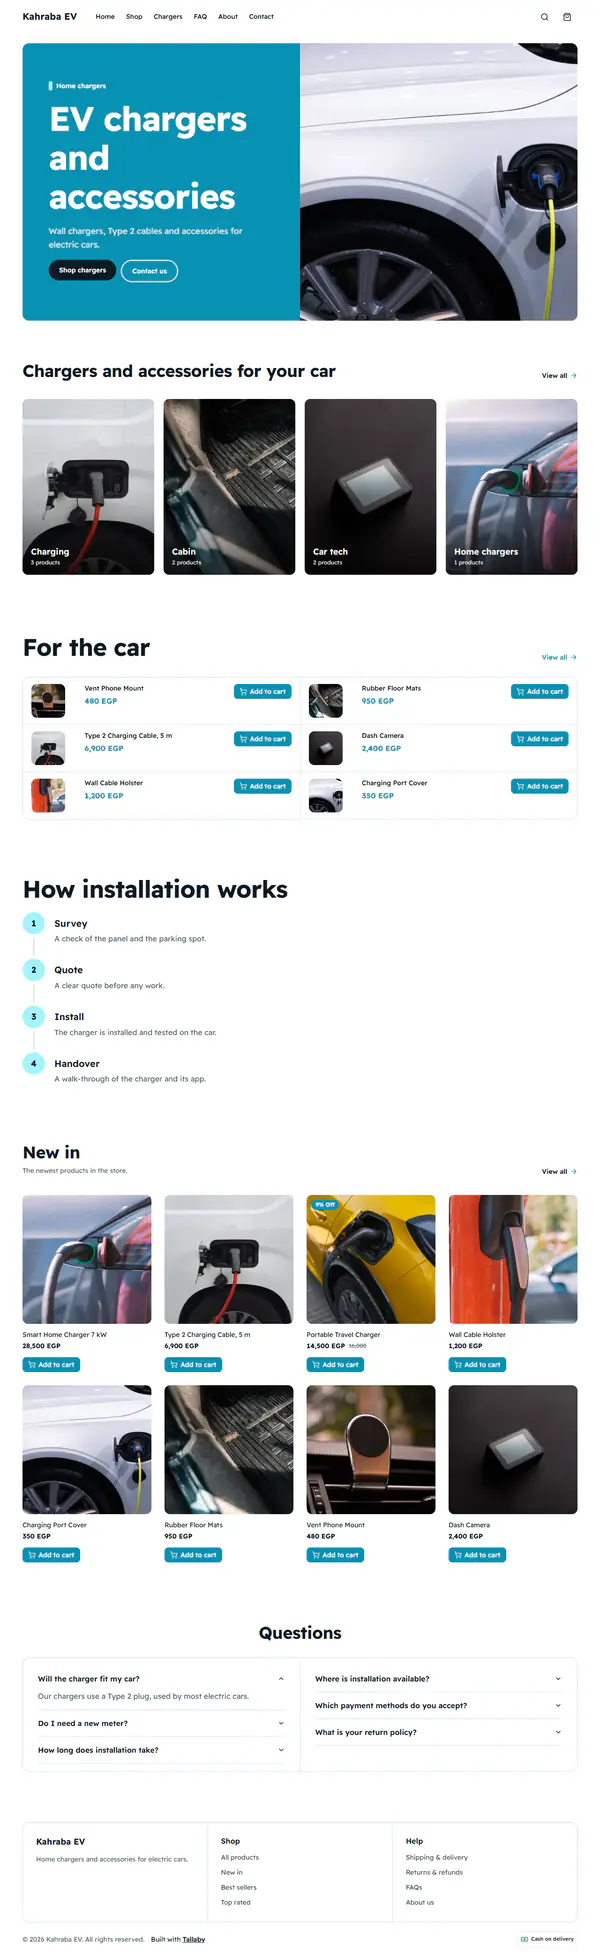 Kahraba EV
Home Shop Chargers FAQ About Contact
Home chargers
EV chargers
and
accessories
Wall chargers, Type 2 cables and accessories for
electric cars.
Shop chargers Contact us
Chargers and accessories for your car
View all →
Charging
3 products
Cabin
2 products
Car tech
2 products
Home chargers
1 products
For the car
View all →
Vent Phone Mount
480 EGP
Add to cart
Rubber Floor Mats
950 EGP
Add to cart
Type 2 Charging Cable, 5 m
6,900 EGP
Add to cart
Dash Camera
2,400 EGP
Add to cart
Wall Cable Holster
1,200 EGP
Add to cart
Charging Port Cover
350 EGP
Add to cart
How installation works
1 Survey
A check of the panel and the parking spot.
2 Quote
A clear quote before any work.
3 Install
The charger is installed and tested on the car.
4 Handover
A walk-through of the charger and its app.
New in
The newest products in the store.
View all →
Smart Home Charger 7 kW
28,500 EGP
Add to cart
Type 2 Charging Cable, 5 m
6,900 EGP
Add to cart
9% Off
Portable Travel Charger
14,500 EGP 16,000
Add to cart
Wall Cable Holster
1,200 EGP
Add to cart
Charging Port Cover
350 EGP
Add to cart
Rubber Floor Mats
950 EGP
Add to cart
Vent Phone Mount
480 EGP
Add to cart
Dash Camera
2,400 EGP
Add to cart
Questions
Will the charger fit my car?
Our chargers use a Type 2 plug, used by most electric cars.
Do I need a new meter?
How long does installation take?
Where is installation available?
Which payment methods do you accept?
What is your return policy?
Kahraba EV
Home chargers and accessories for electric cars.
Shop
All products
New in
Best sellers
Top rated
Help
Shipping & delivery
Returns & refunds
FAQs
About us
© 2026 Kahraba EV. All rights reserved. Built with Tallaby
Cash on delivery